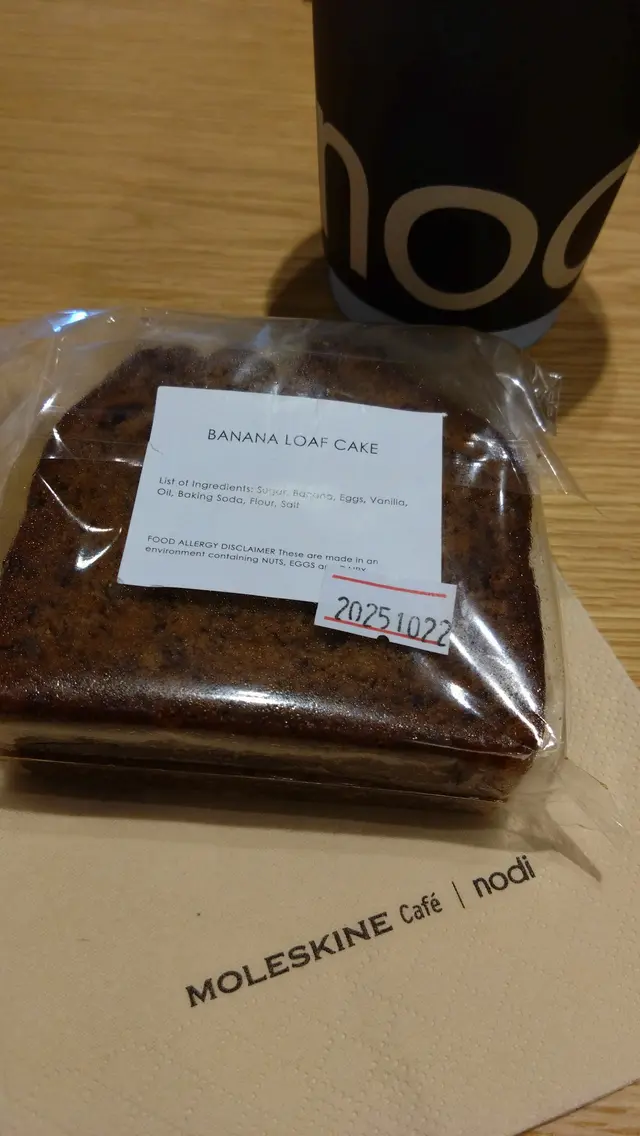 nod
BANANA LOAF CAKE
List of Ingredients: Sugar, Banana, Eggs, Vanilla,
Oil, Baking Soda, Flour, Salt
FOOD ALLERGY DISCLAIMER These are made in an
environment containing NUTS, EGGS
20251022
MOLESKINE Café | nodi